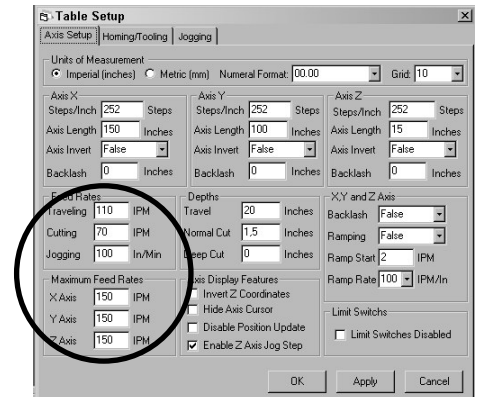 Table Setup
Axis Setup Homing/Tooling Jogging
Units of Measurement
Imperial (inches) Metric (mm) Numeral Format: 00.00 Grid: 10
Axis X
Steps/Inch 252 Steps
Axis Length 150 Inches
Axis Invert False
Backlash 0 Inches
Axis Y
Steps/Inch 252 Steps
Axis Length 100 Inches
Axis Invert False
Backlash 0 Inches
Axis Z
Steps/Inch 252 Steps
Axis Length 15 Inches
Axis Invert False
Backlash 0 Inches
Feed Rates
Traveling 110 IPM
Cutting 70 IPM
Jogging 100 In/Min
Depths
Travel 20 Inches
Normal Cut 1,5 Inches
Deep Cut 0 Inches
X,Y and Z Axis
Backlash False
Ramping False
Ramp Start 2 IPM
Ramp Rate 100 IPM/In
Maximum Feed Rates
X Axis 150 IPM
Y Axis 150 IPM
Z Axis 150 IPM
Axis Display Features
Invert Z Coordinates
Hide Axis Cursor
Disable Position Update
Enable Z Axis Jog Step
Limit Switchs
Limit Switches Disabled
OK Apply Cancel